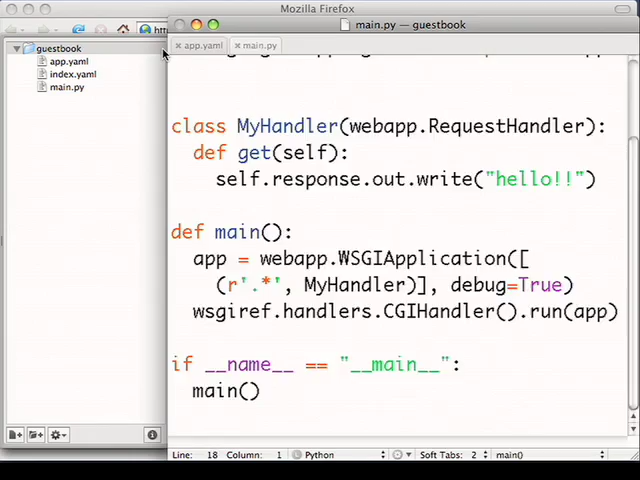 Mozilla Firefox
main.py — guestbook
htt
guestbook
app.yaml
index.yaml
main.py
app.yaml
main.py
class MyHandler(webapp.RequestHandler):
def get(self):
self.response.out.write("hello!!")
def main():
app = webapp.WSGIApplication([
(r'.*', MyHandler)], debug=True)
wsgiref.handlers.CGIHandler().run(app)
if __name__ == "__main__":
main()
Line: 18 Column: 1 Python Soft Tabs: 2 main()